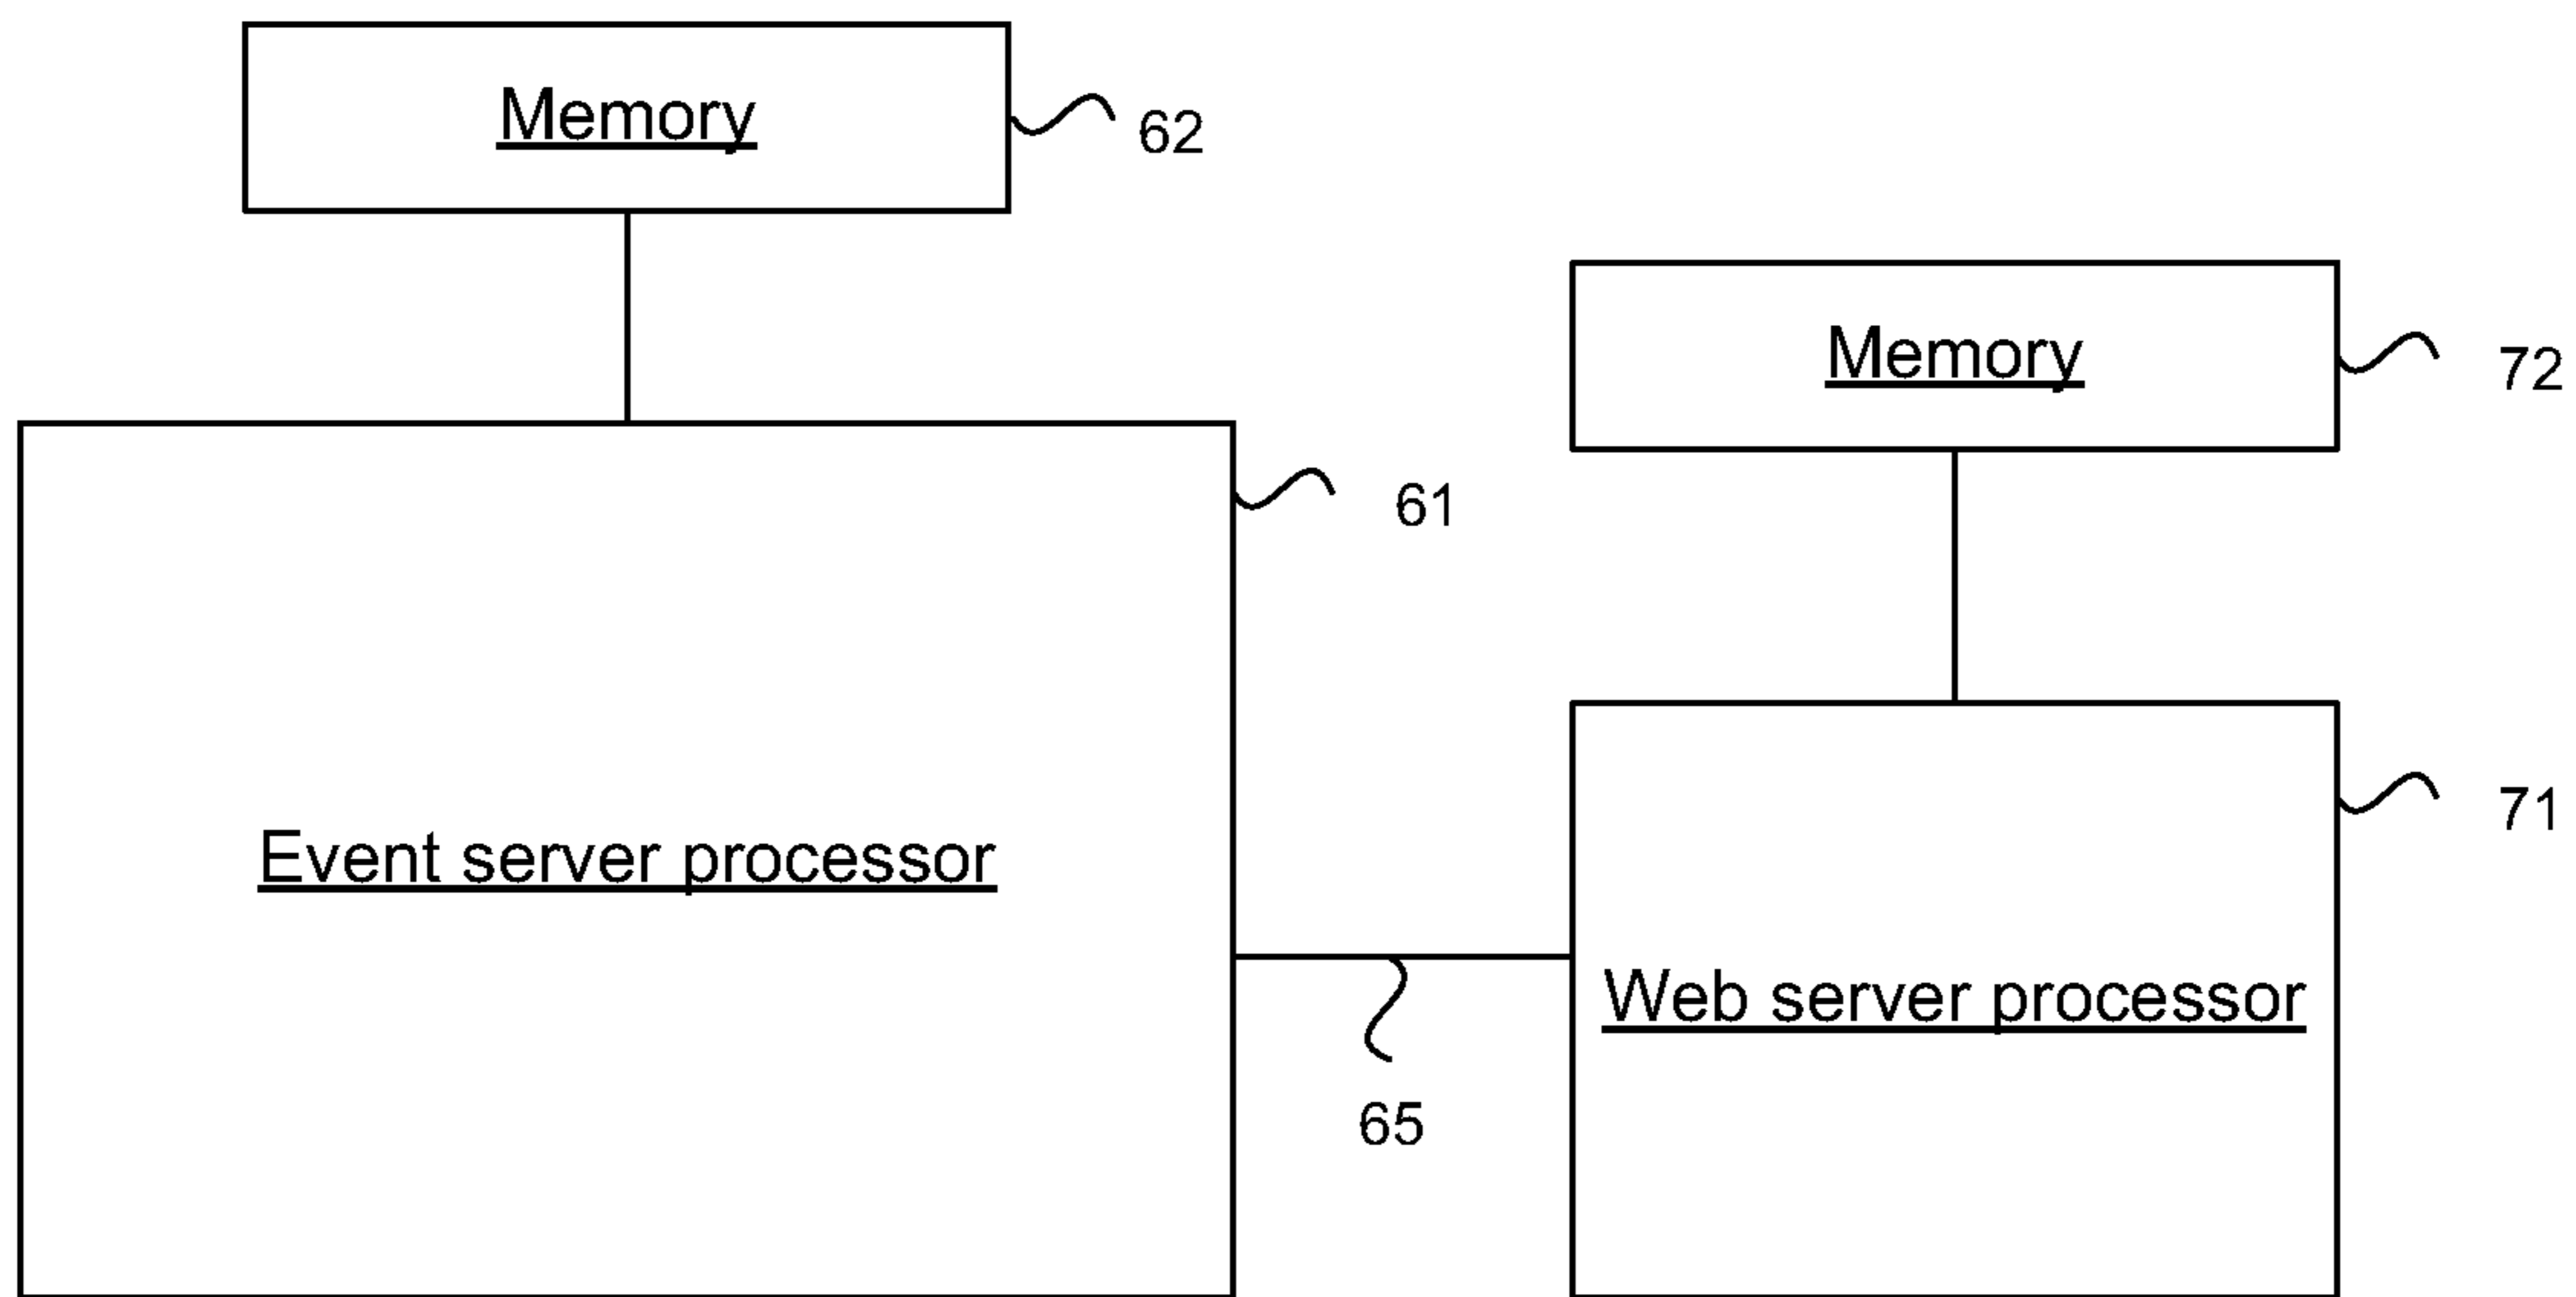 Memory
62
Memory
72
61
Event server processor
71
Web server processor
65